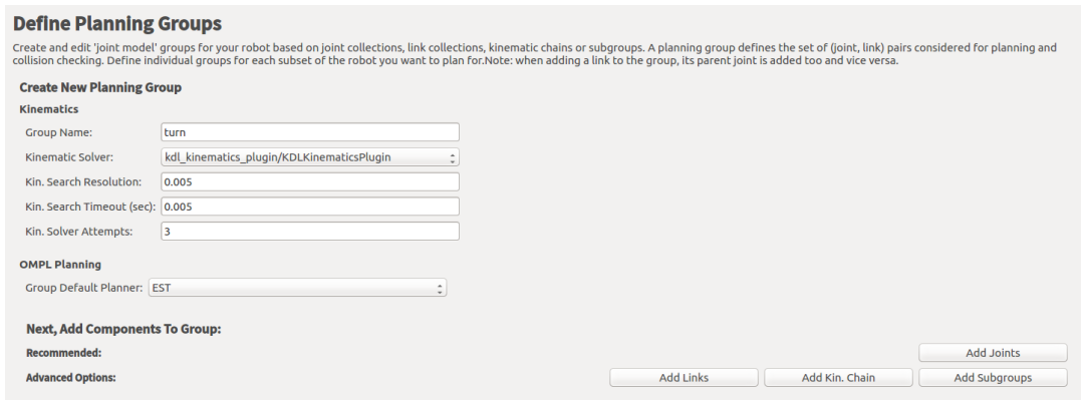 Define Planning Groups
Create and edit 'joint model' groups for your robot based on joint collections, link collections, kinematic chains or subgroups. A planning group defines the set of (joint, link) pairs considered for planning and
collision checking. Define individual groups for each subset of the robot you want to plan for.Note: when adding a link to the group, its parent joint is added too and vice versa.
Create New Planning Group
Kinematics
Group Name: turn
Kinematic Solver: kdl_kinematics_plugin/KDLKinematicsPlugin
Kin. Search Resolution: 0.005
Kin. Search Timeout (sec): 0.005
Kin. Solver Attempts: 3
OMPL Planning
Group Default Planner: EST
Next, Add Components To Group:
Recommended: Add Joints
Advanced Options: Add Links Add Kin. Chain Add Subgroups